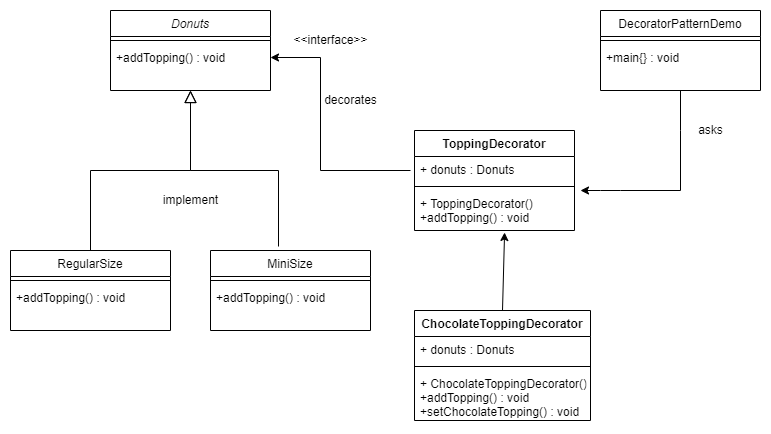 Donuts
+addTopping() : void
<<interface>>
decorates
DecoratorPatternDemo
+main{} : void
asks
ToppingDecorator
+ donuts : Donuts
+ ToppingDecorator()
+addTopping() : void
implement
RegularSize
+addTopping() : void
MiniSize
+addTopping() : void
ChocolateToppingDecorator
+ donuts : Donuts
+ ChocolateToppingDecorator()
+addTopping() : void
+setChocolateTopping() : void